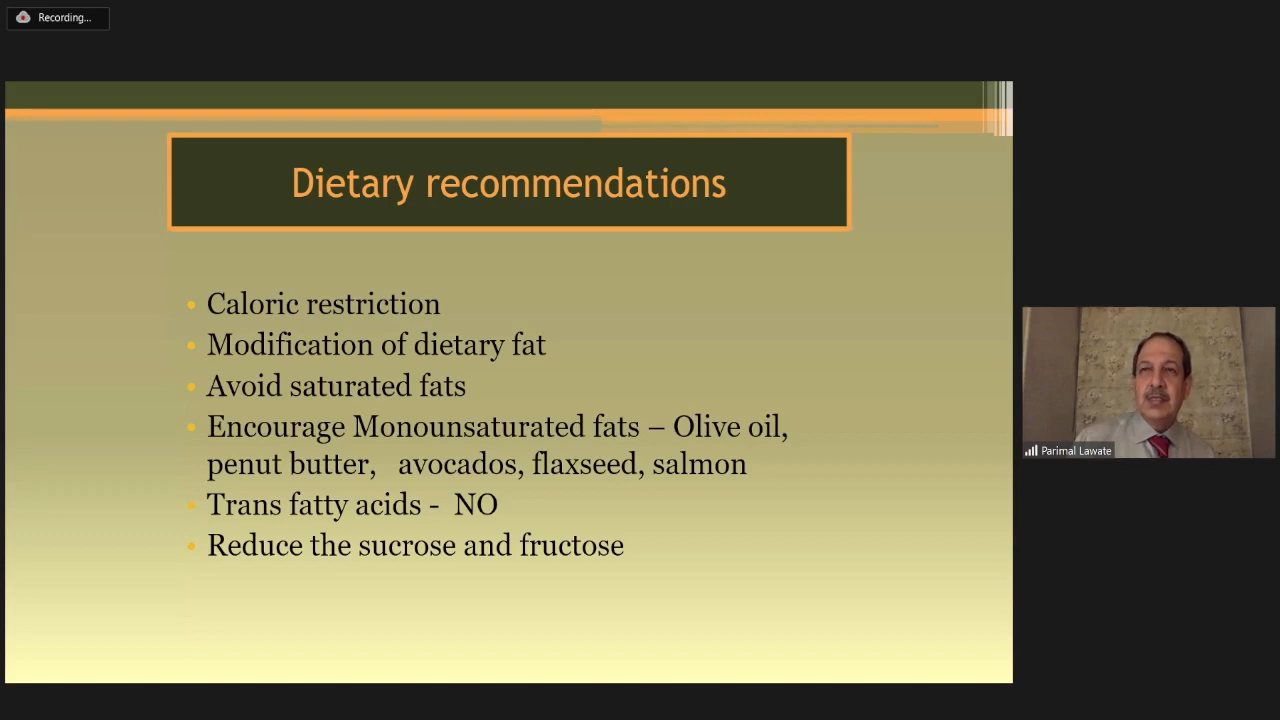 Recording...
Dietary recommendations
• Caloric restriction
• Modification of dietary fat
• Avoid saturated fats
• Encourage Monounsaturated fats – Olive oil,
penut butter,   avocados, flaxseed, salmon
• Trans fatty acids -  NO
• Reduce the sucrose and fructose
Parimal Lawate